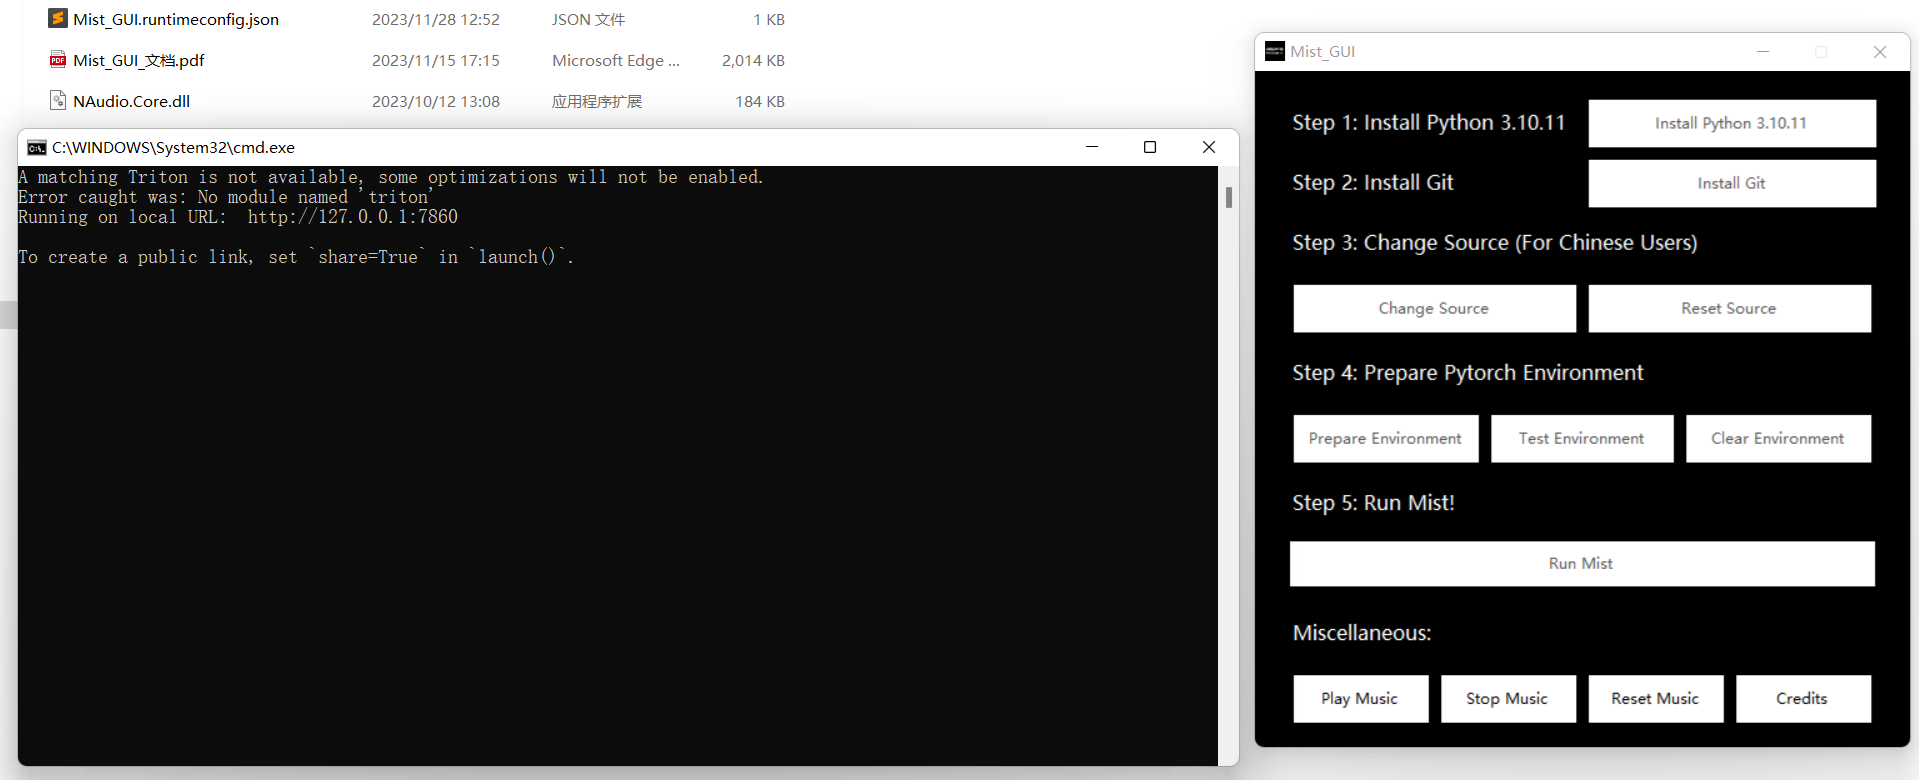 Mist_GUI.runtimeconfig.json 2023/11/28 12:52 JSON 文件 1 KB
Mist_GUI_文档.pdf 2023/11/15 17:15 Microsoft Edge ... 2,014 KB
NAudio.Core.dll 2023/10/12 13:08 应用程序扩展 184 KB
C:\WINDOWS\System32\cmd.exe
A matching Triton is not available, some optimizations will not be enabled.
Error caught was: No module named 'triton'
Running on local URL:  http://127.0.0.1:7860
To create a public link, set `share=True` in `launch()`.
Mist_GUI
Step 1: Install Python 3.10.11 Install Python 3.10.11
Step 2: Install Git Install Git
Step 3: Change Source (For Chinese Users)
Change Source Reset Source
Step 4: Prepare Pytorch Environment
Prepare Environment Test Environment Clear Environment
Step 5: Run Mist!
Run Mist
Miscellaneous:
Play Music Stop Music Reset Music Credits